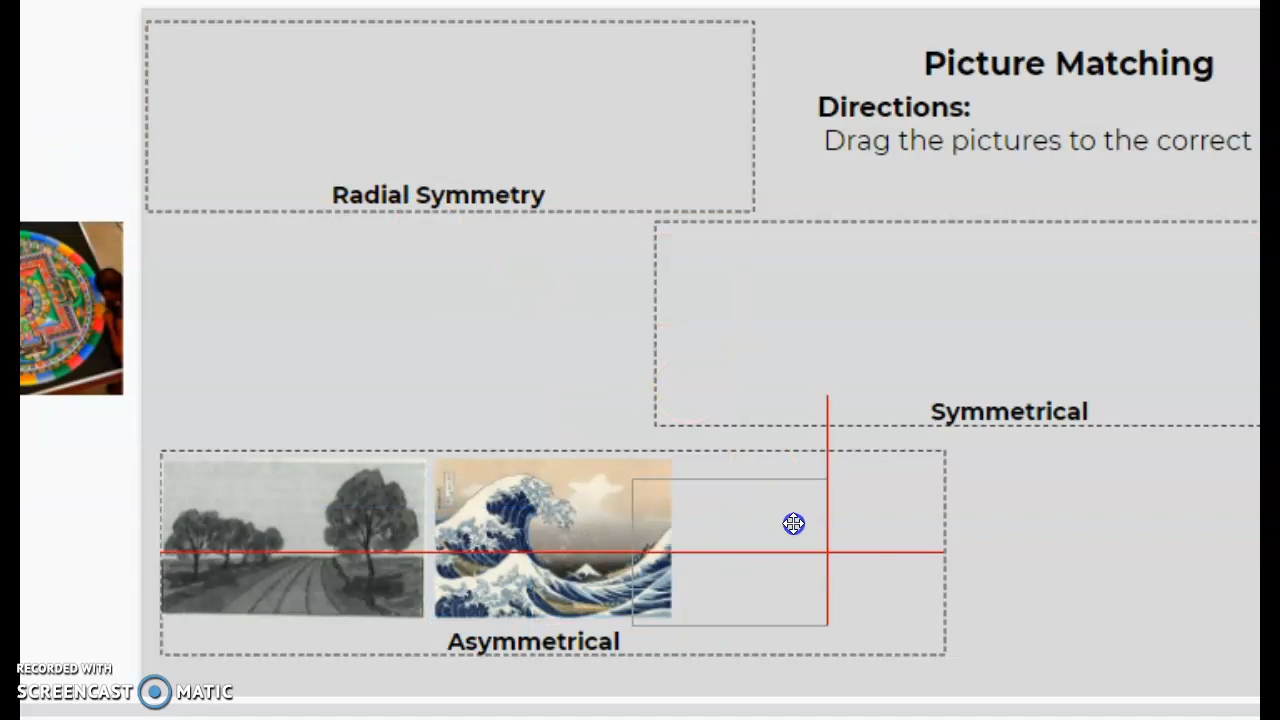 Picture Matching
Directions:
Drag the pictures to the correct
Radial Symmetry
Symmetrical
Asymmetrical
RECORDED WITH
SCREENCAST MATIC